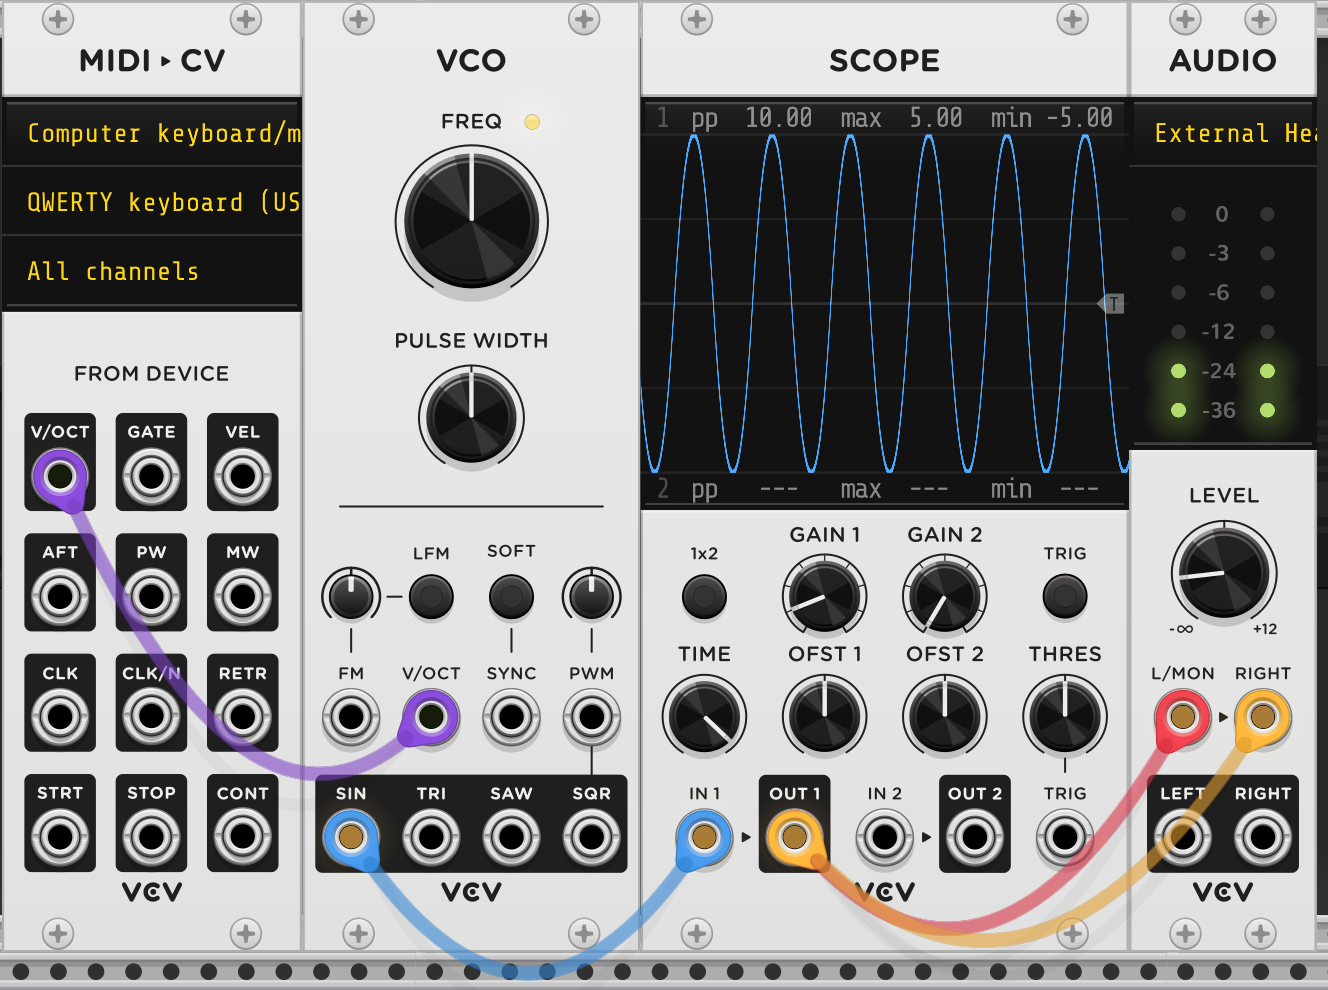 MIDI ▸ CV
Computer keyboard/m
QWERTY keyboard (US
All channels
FROM DEVICE
V/OCT GATE VEL
AFT PW MW
CLK CLK/N RETR
STRT STOP CONT
VCV
VCO
FREQ
PULSE WIDTH
LFM SOFT
FM V/OCT SYNC PWM
SIN TRI SAW SQR
VCV
SCOPE
1 pp 10.00 max 5.00 min -5.00
T
2 pp --- max --- min ---
1x2 GAIN 1 GAIN 2 TRIG
TIME OFST 1 OFST 2 THRES
IN 1 OUT 1 IN 2 OUT 2 TRIG
VCV
AUDIO
External Hea
0
-3
-6
-12
-24
-36
LEVEL
-∞ +12
L/MON RIGHT
LEFT RIGHT
VCV